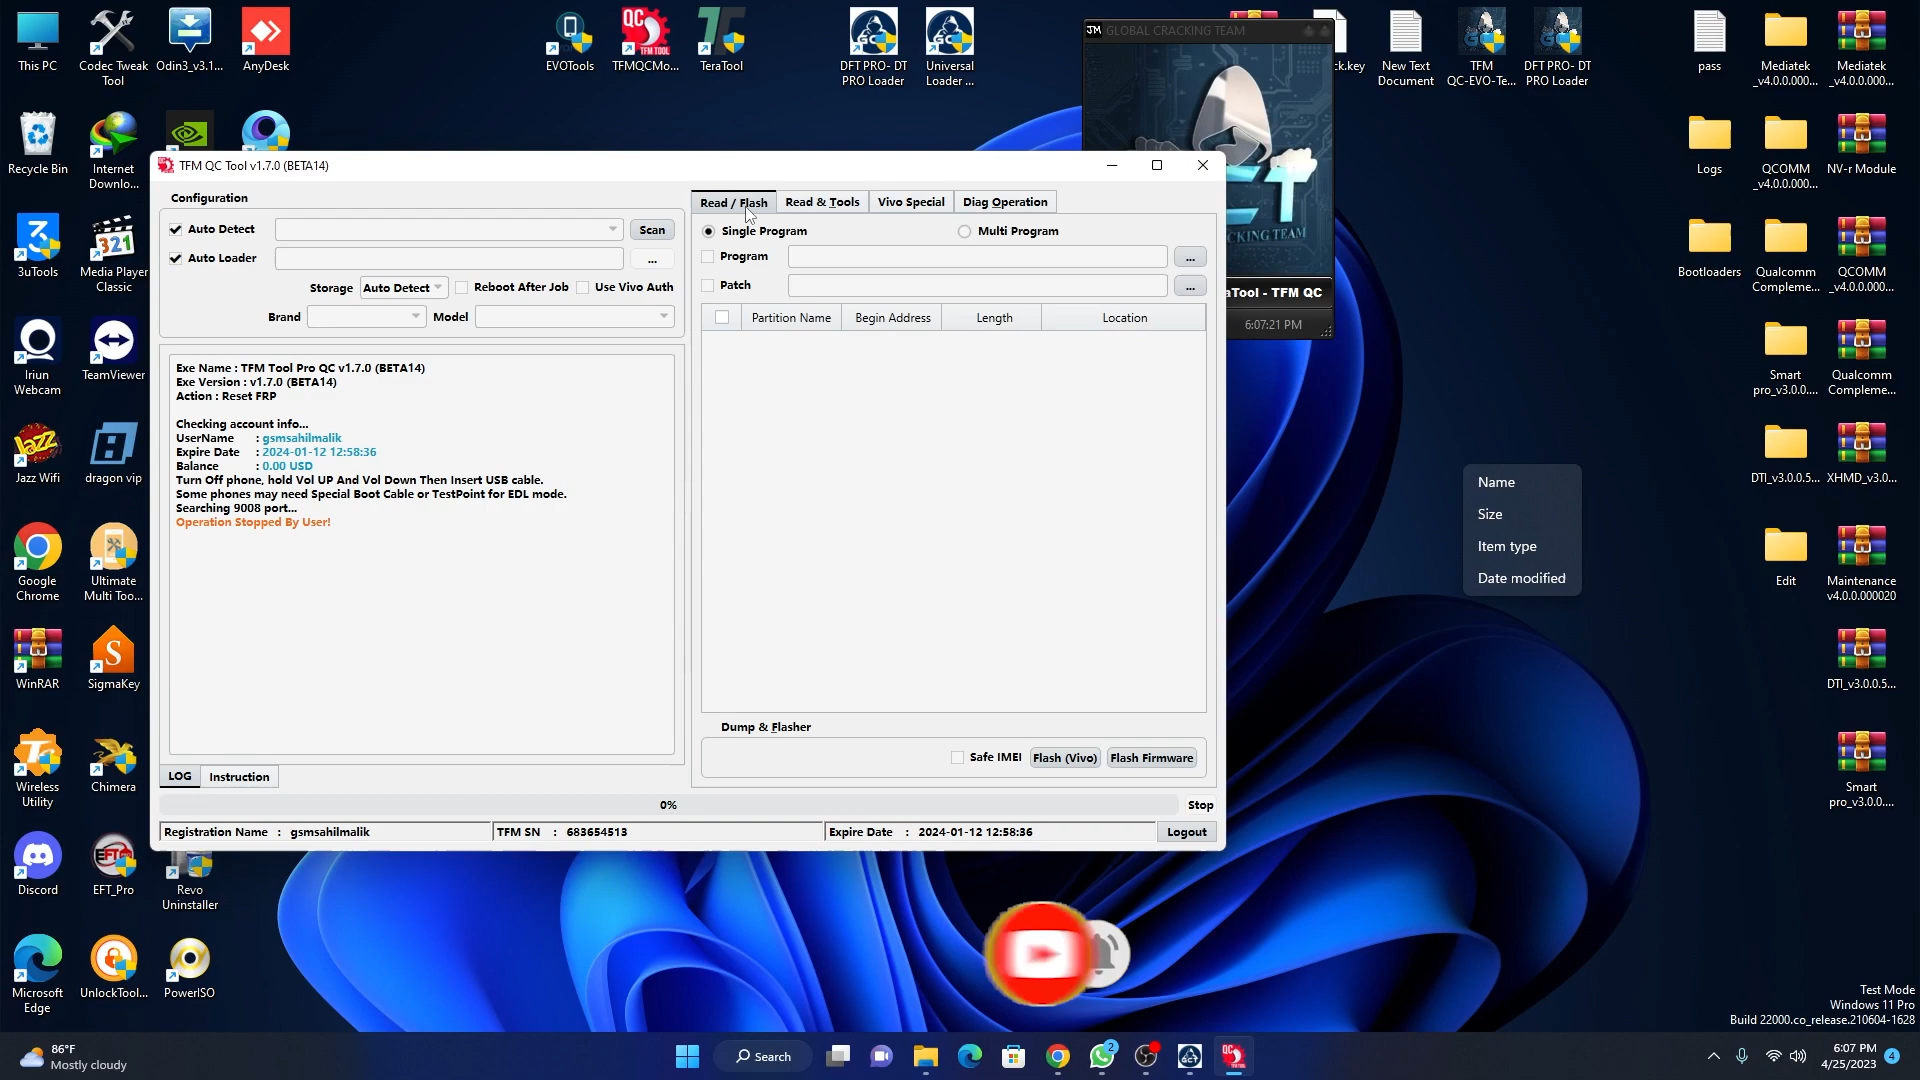 This PC
Codec Tweak
Tool
Odin3_v3.1...
AnyDesk
EVOTools
TFMQCMo...
TeraTool
DFT PRO- DT
PRO Loader
Universal
Loader ...
JM GLOBAL CRACKING TEAM
ck.key
New Text
Document
TFM
QC-EVO-Te...
DFT PRO- DT
PRO Loader
pass
Mediatek
_v4.0.0.000...
Mediatek
_v4.0.0.000...
Recycle Bin
Internet
Downlo...
Logs
QCOMM
_v4.0.0.000...
NV-r Module
3uTools
Media Player
Classic
Bootloaders
Qualcomm
Compleme...
QCOMM
_v4.0.0.000...
Iriun
Webcam
TeamViewer
Smart
pro_v3.0.0....
Qualcomm
Compleme...
Jazz Wifi
dragon vip
DTI_v3.0.0.5...
XHMD_v3.0...
Google
Chrome
Ultimate
Multi Too...
Edit
Maintenance
v4.0.0.000020
WinRAR
SigmaKey
DTI_v3.0.0.5...
Wireless
Utility
Chimera
Smart
pro_v3.0.0....
Discord
EFT_Pro
Revo
Uninstaller
Microsoft
Edge
UnlockTool...
PowerISO
CKING TEAM
aTool - TFM QC
6:07:21 PM
TFM QC Tool v1.7.0 (BETA14)
Configuration
Auto Detect
Scan
Auto Loader
...
Storage Auto Detect Reboot After Job Use Vivo Auth
Brand Model
Exe Name : TFM Tool Pro QC v1.7.0 (BETA14)
Exe Version : v1.7.0 (BETA14)
Action : Reset FRP
Checking account info...
UserName : gsmsahilmalik
Expire Date : 2024-01-12 12:58:36
Balance : 0.00 USD
Turn Off phone, hold Vol UP And Vol Down Then Insert USB cable.
Some phones may need Special Boot Cable or TestPoint for EDL mode.
Searching 9008 port...
Operation Stopped By User!
LOG Instruction
Read / Flash Read & Tools Vivo Special Diag Operation
Single Program Multi Program
Program ...
Patch ...
Partition Name Begin Address Length Location
Dump & Flasher
Safe IMEI Flash (Vivo) Flash Firmware
0% Stop
Registration Name : gsmsahilmalik TFM SN : 683654513 Expire Date : 2024-01-12 12:58:36 Logout
Name
Size
Item type
Date modified
Test Mode
Windows 11 Pro
Build 22000.co_release.210604-1628
86°F
Mostly cloudy
Search
2
6:07 PM
4/25/2023
4